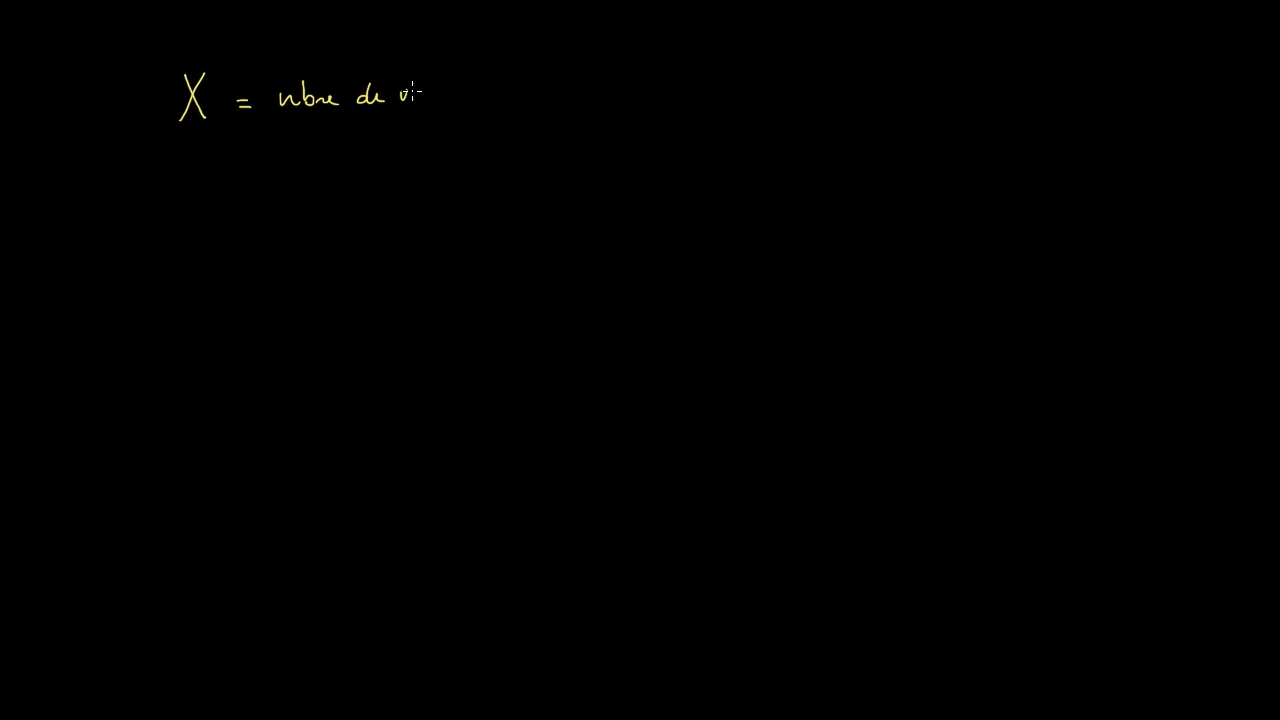 X = nbre de v